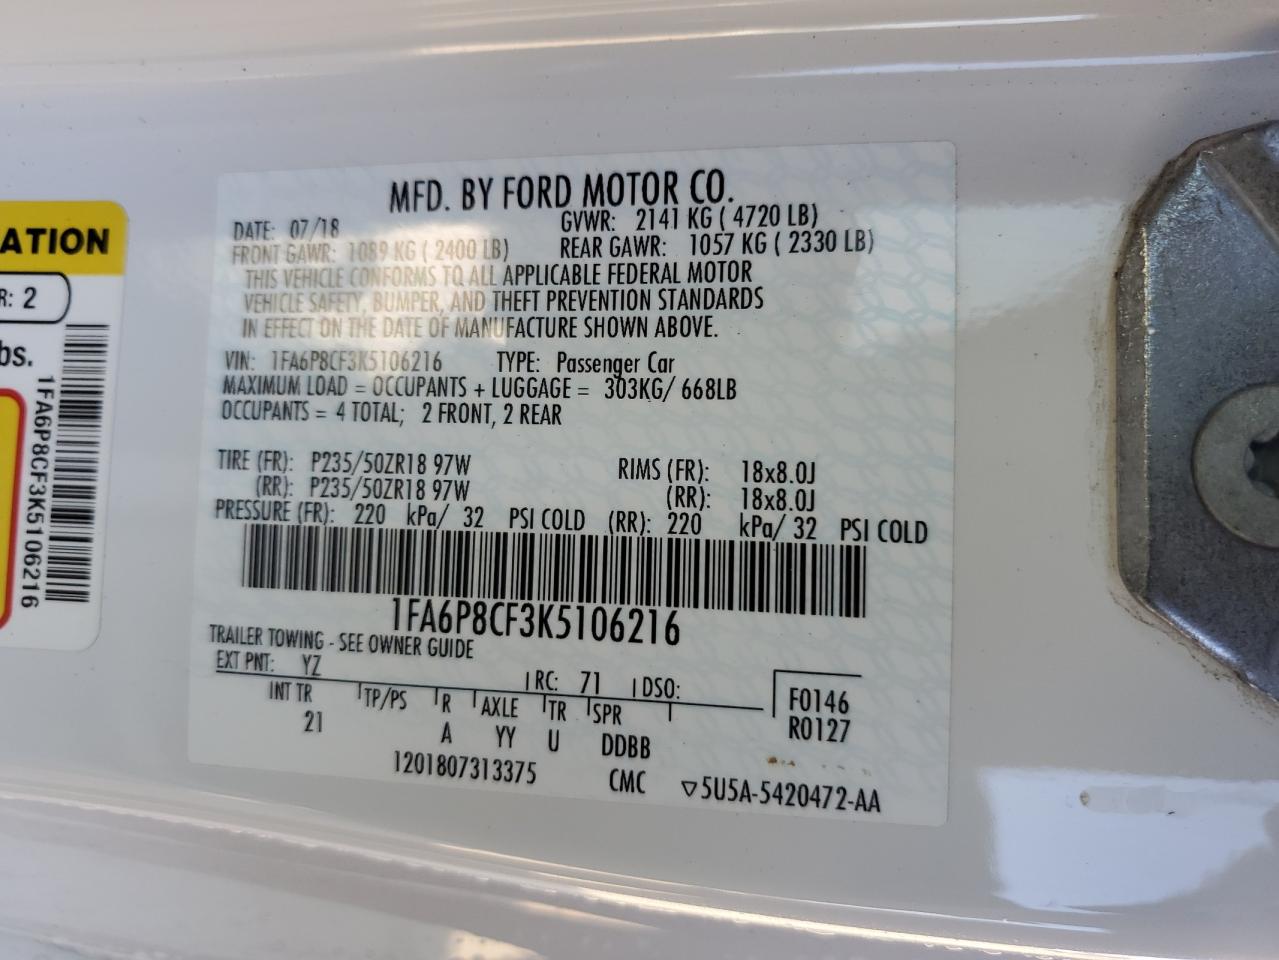 MFD. BY FORD MOTOR CO.
DATE: 07/18 GVWR: 2141 KG ( 4720 LB)
FRONT GAWR: 1089 KG ( 2400 LB) REAR GAWR: 1057 KG ( 2330 LB)
THIS VEHICLE CONFORMS TO ALL APPLICABLE FEDERAL MOTOR
VEHICLE SAFETY, BUMPER, AND THEFT PREVENTION STANDARDS
IN EFFECT ON THE DATE OF MANUFACTURE SHOWN ABOVE.
VIN: 1FA6P8CF3K5106216 TYPE: Passenger Car
MAXIMUM LOAD = OCCUPANTS + LUGGAGE = 303KG/ 668LB
OCCUPANTS = 4 TOTAL; 2 FRONT, 2 REAR
TIRE (FR): P235/50ZR18 97W RIMS (FR): 18x8.0J
(RR): P235/50ZR18 97W (RR): 18x8.0J
PRESSURE (FR): 220 kPa/ 32 PSI COLD (RR): 220 kPa/ 32 PSI COLD
1FA6P8CF3K5106216
TRAILER TOWING - SEE OWNER GUIDE
EXT PNT: YZ RC: 71 DSO:
INT TR TP/PS R AXLE TR SPR F0146
21 A YY U DDBB R0127
1201807313375 CMC ▽5U5A-5420472-AA
ATION
R: 2
bs.
1FA6P8CF3K5106216